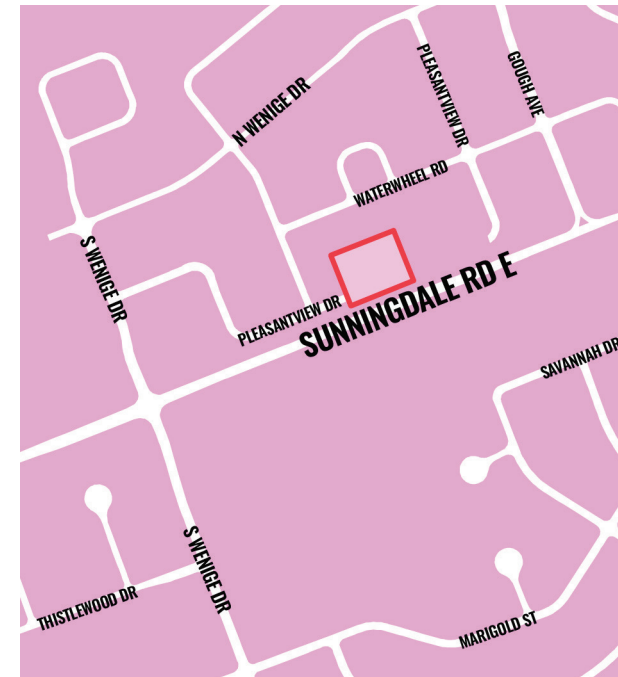 PLEASANTVIEW DR
GOUGH AVE
N WENIGE DR
WATERWHEEL RD
S WENIGE DR
PLEASANTVIEW DR
SUNNINGDALE RD E
SAVANNAH DR
S WENIGE DR
THISTLEWOOD DR
MARIGOLD ST